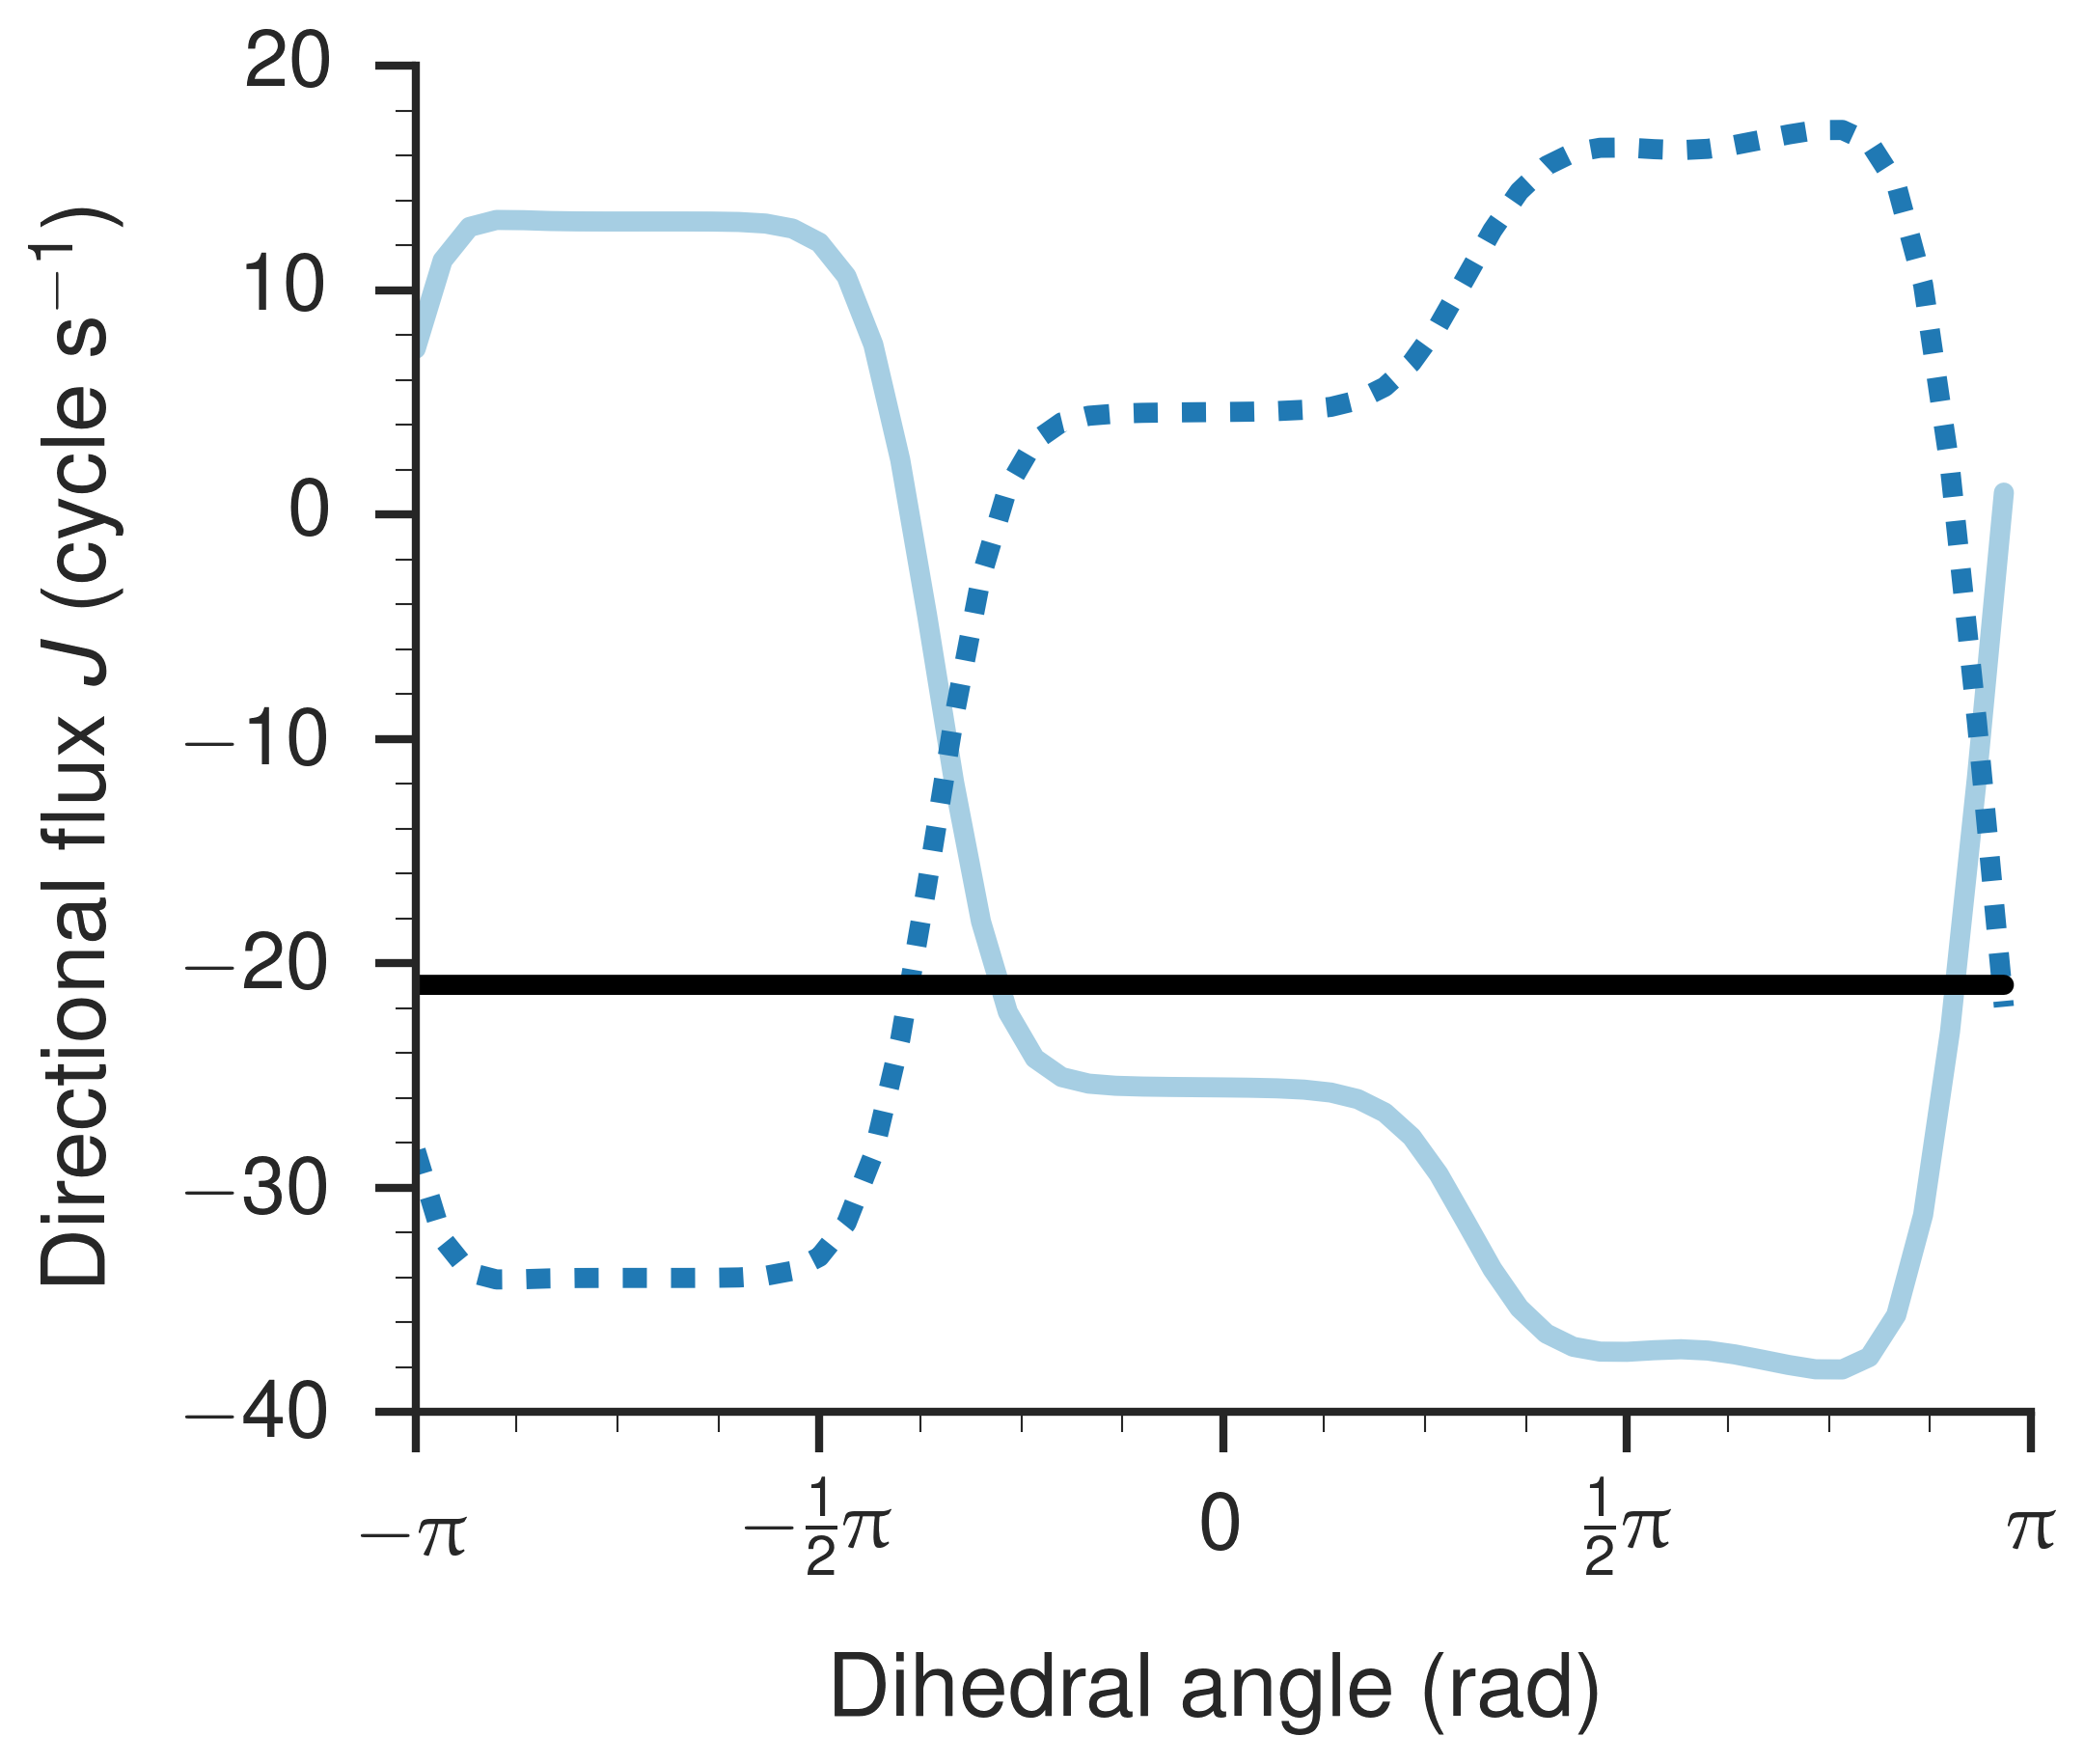 Directional flux J (cycle s⁻¹)
20
10
0
−10
−20
−30
−40
−π
−1/2π
0
1/2π
π
Dihedral angle (rad)